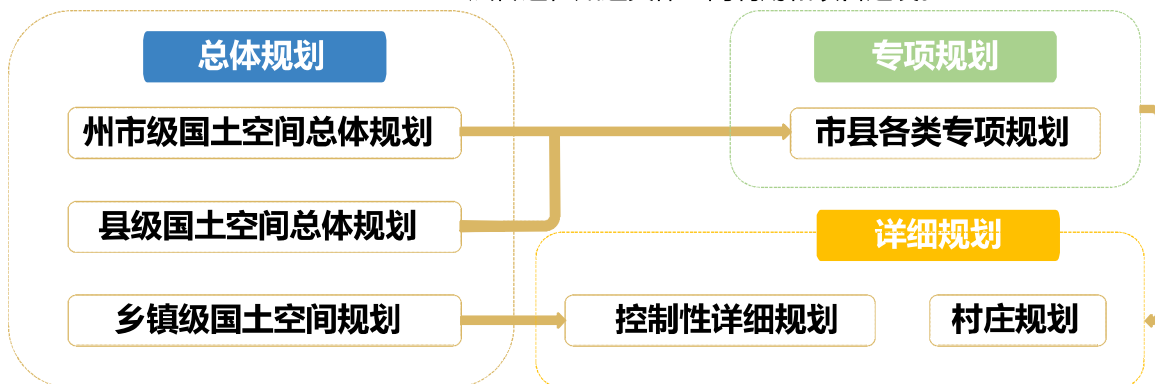 总体规划
州市级国土空间总体规划
县级国土空间总体规划
乡镇级国土空间规划
专项规划
市县各类专项规划
详细规划
控制性详细规划
村庄规划